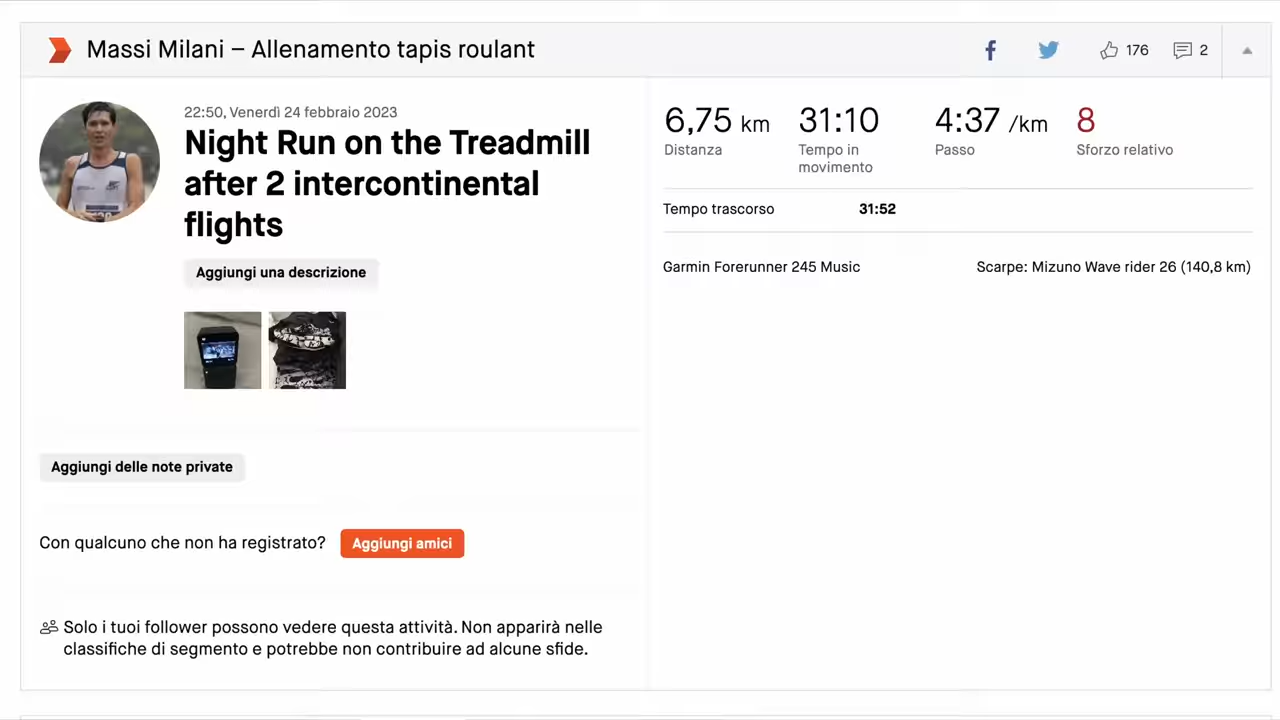 Massi Milani – Allenamento tapis roulant
176
2
22:50, Venerdì 24 febbraio 2023
Night Run on the Treadmill
after 2 intercontinental
flights
Aggiungi una descrizione
Aggiungi delle note private
Con qualcuno che non ha registrato?
Aggiungi amici
Solo i tuoi follower possono vedere questa attività. Non apparirà nelle
classifiche di segmento e potrebbe non contribuire ad alcune sfide.
6,75 km
Distanza
31:10
Tempo in
movimento
4:37 /km
Passo
8
Sforzo relativo
Tempo trascorso
31:52
Garmin Forerunner 245 Music
Scarpe: Mizuno Wave rider 26 (140,8 km)